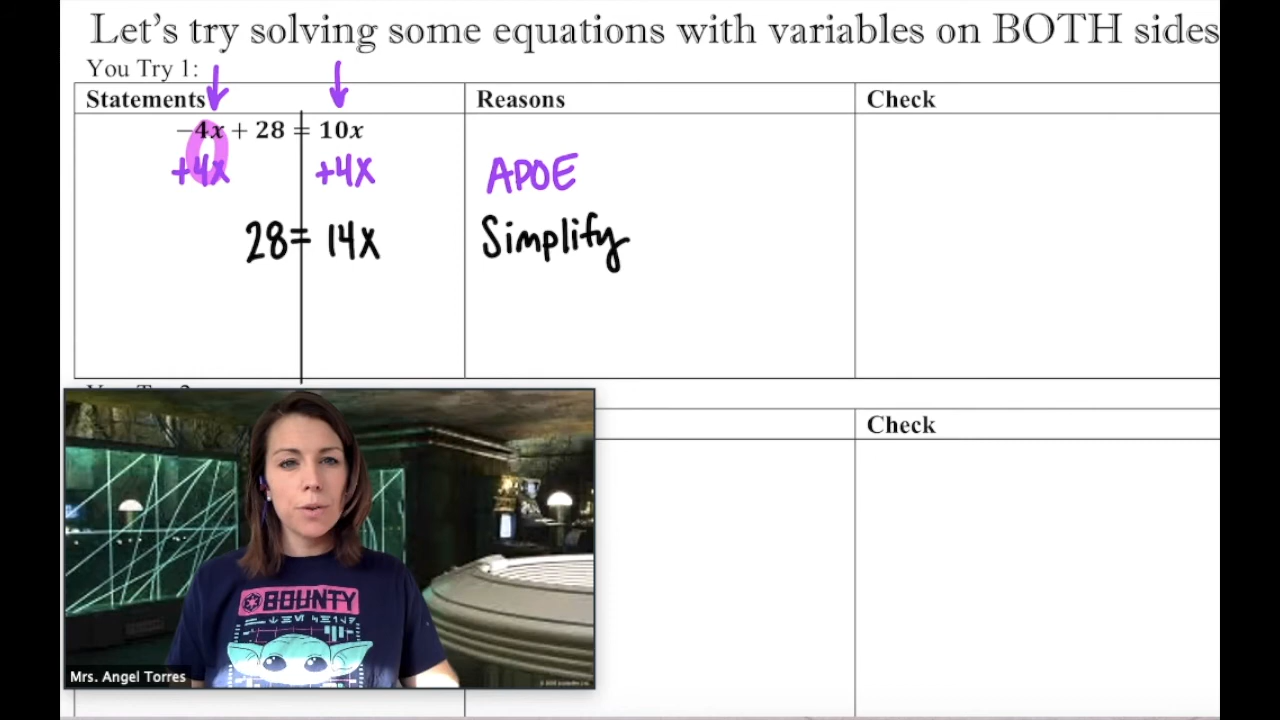 Let's try solving some equations with variables on BOTH sides
You Try 1:
Statements Reasons Check
−4x + 28 = 10x
+4x +4x APOE
28 = 14x Simplify
Check
BOUNTY
Mrs. Angel Torres